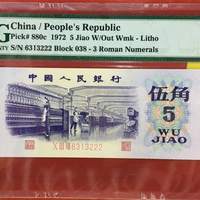 China / People's Republic
Pick# 880c 1972 5 Jiao W/Out Wmk - Litho
S/N 6313222 Block 038 - 3 Roman Numerals
中国人民银行
伍角
5
WU
JIAO
6313222